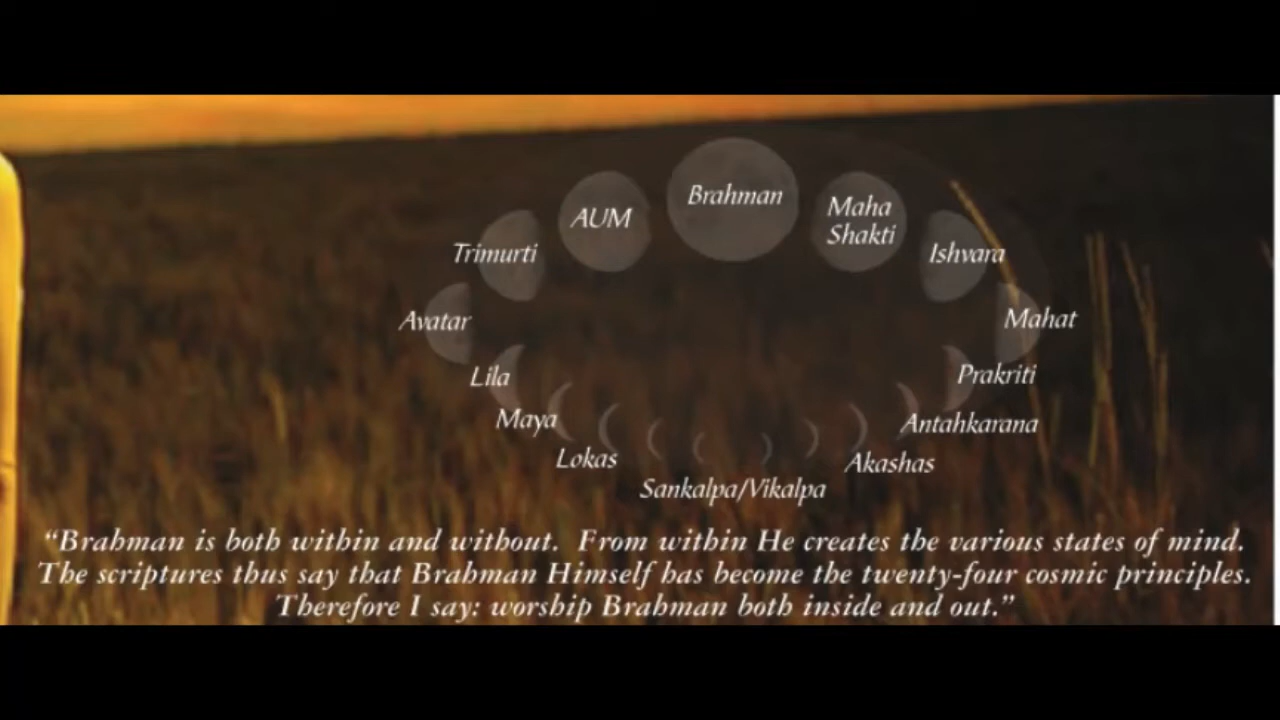 Brahman
AUM
Maha
Shakti
Trimurti
Ishvara
Avatar
Mahat
Lila
Prakriti
Maya
Antahkarana
Lokas
Akashas
Sankalpa/Vikalpa
“Brahman is both within and without. From within He creates the various states of mind.
The scriptures thus say that Brahman Himself has become the twenty-four cosmic principles.
Therefore I say: worship Brahman both inside and out.”